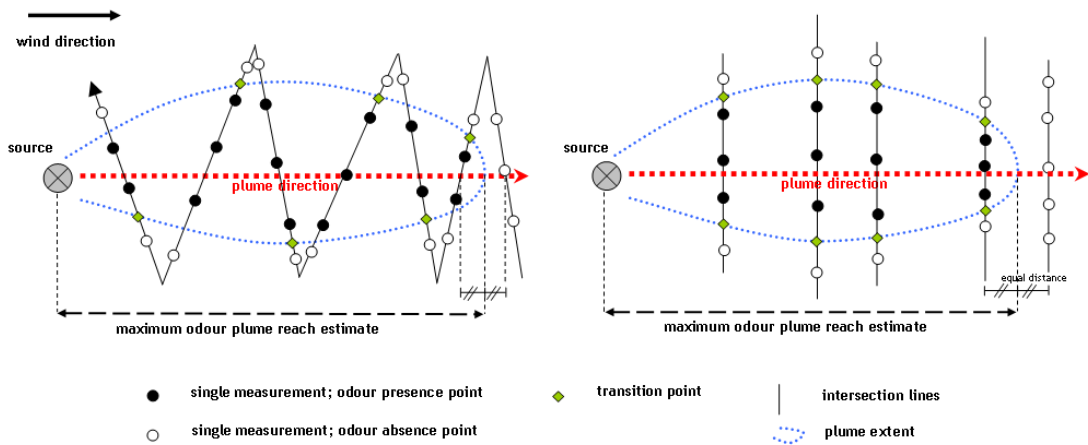 wind direction
source
plume direction
maximum odour plume reach estimate
source
plume direction
equal distance
maximum odour plume reach estimate
single measurement; odour presence point
transition point
intersection lines
single measurement; odour absence point
plume extent